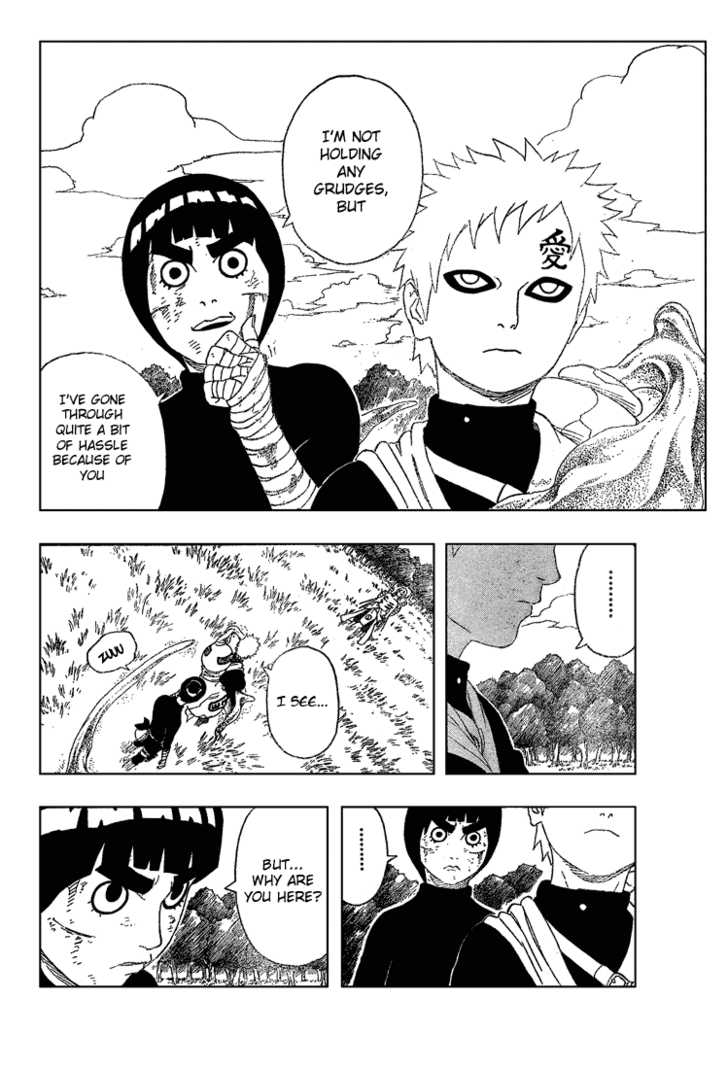 愛
I'M NOT
HOLDING
ANY
GRUDGES,
BUT
I'VE GONE
THROUGH
QUITE A BIT
OF HASSLE
BECAUSE OF
YOU
.........
I SEE...
ZUUU
.........
BUT...
WHY ARE
YOU HERE?